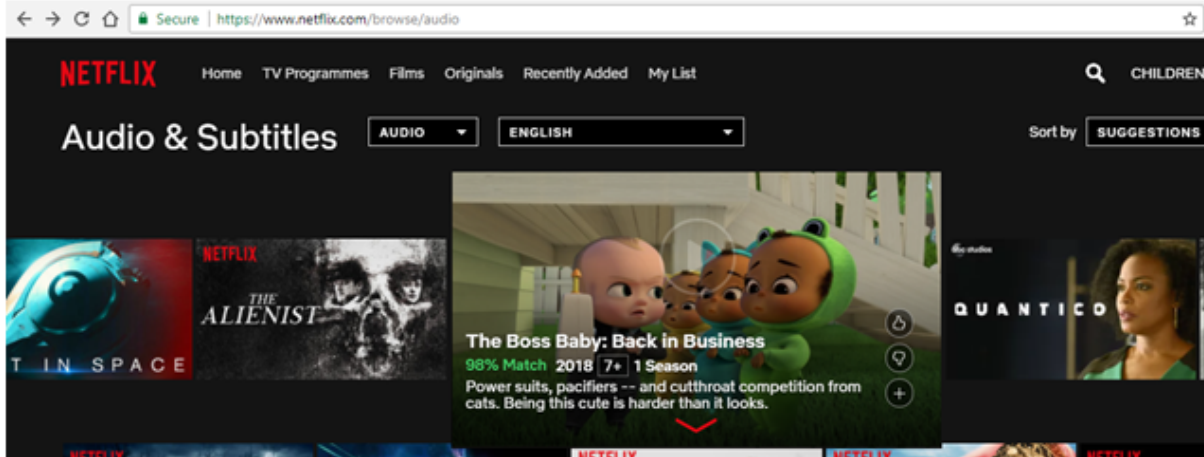 Secure | https://www.netflix.com/browse/audio
NETFLIX Home TV Programmes Films Originals Recently Added My List CHILDREN
Audio & Subtitles AUDIO ENGLISH Sort by SUGGESTIONS
T IN SPACE
NETFLIX
THE
ALIENIST
The Boss Baby: Back in Business
98% Match 2018 7+ 1 Season
Power suits, pacifiers -- and cutthroat competition from
cats. Being this cute is harder than it looks.
abc studios
QUANTICO
NETFLIX NETFLIX NETFLIX NETFLIX